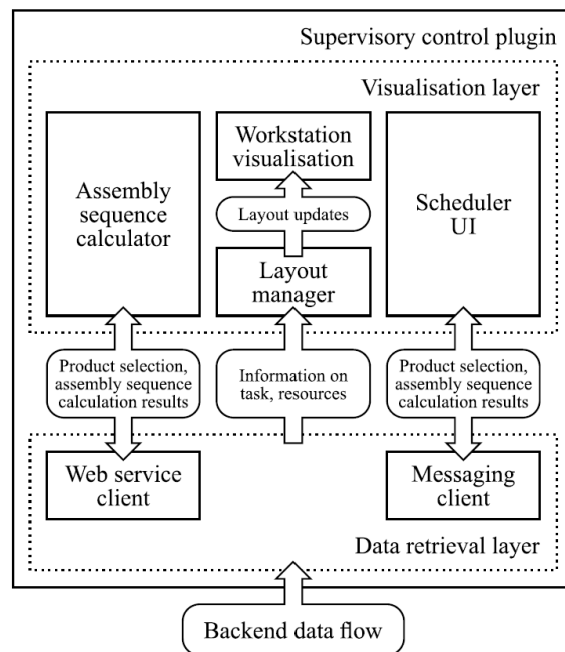 Supervisory control plugin
Visualisation layer
Assembly
sequence
calculator
Workstation
visualisation
Layout updates
Layout
manager
Scheduler
UI
Product selection,
assembly sequence
calculation results
Information on
task, resources
Product selection,
assembly sequence
calculation results
Web service
client
Messaging
client
Data retrieval layer
Backend data flow